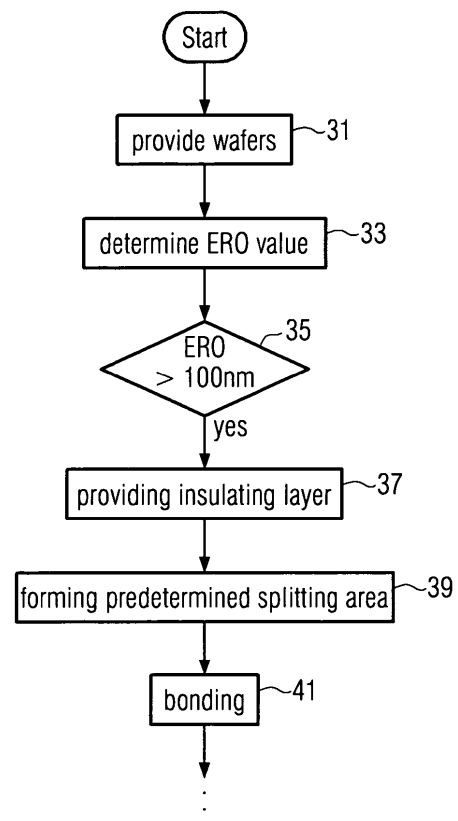 Start
provide wafers
31
determine ERO value
33
35
ERO
> 100nm
yes
providing insulating layer
37
forming predetermined splitting area
39
bonding
41